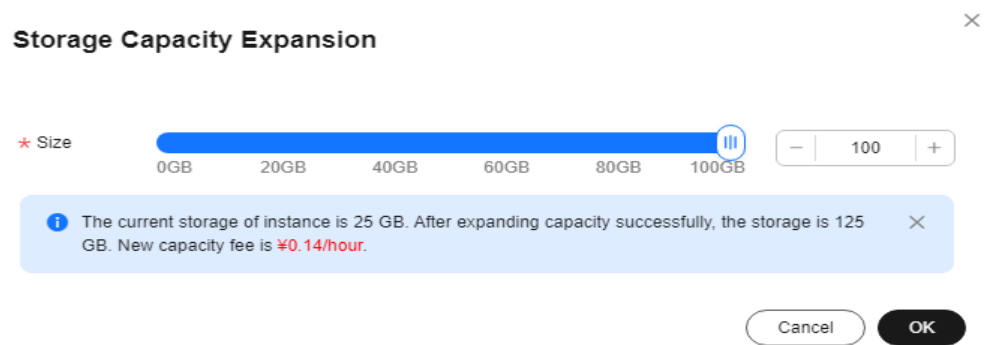 Storage Capacity Expansion
* Size
100
0GB 20GB 40GB 60GB 80GB 100GB
The current storage of instance is 25 GB. After expanding capacity successfully, the storage is 125
GB. New capacity fee is ¥0.14/hour.
Cancel OK